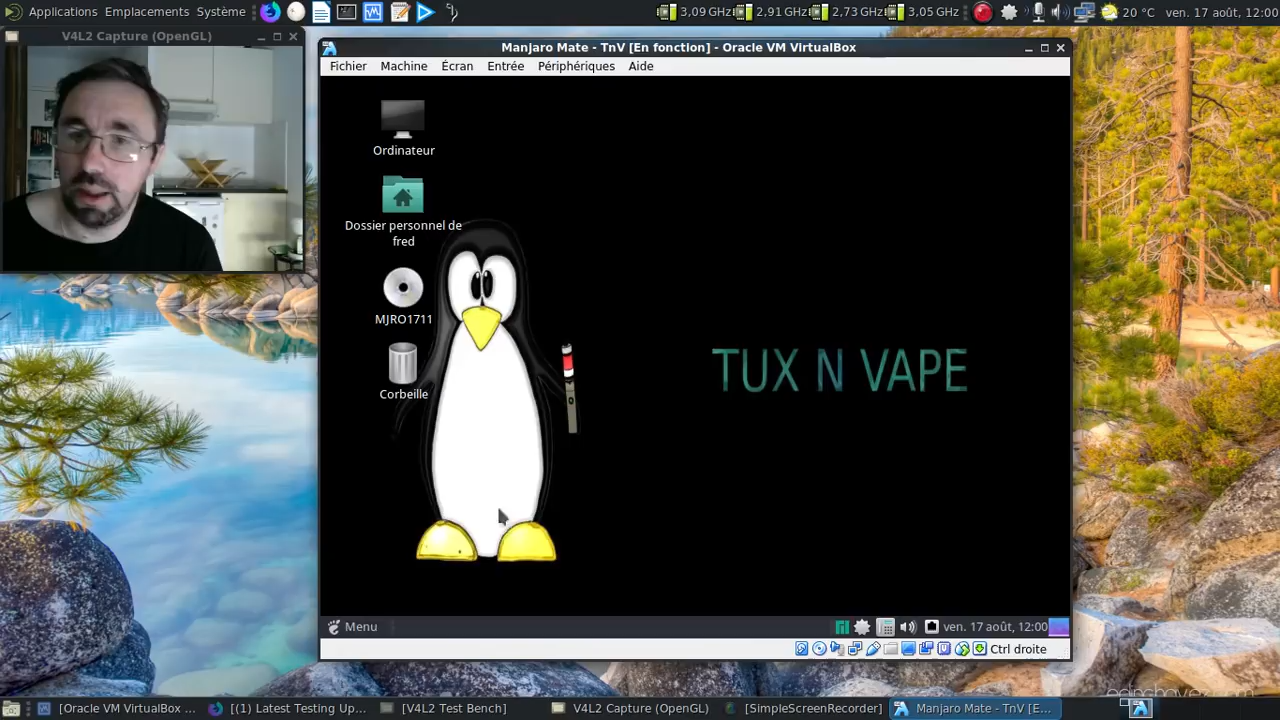 Applications Emplacements Système
3,09 GHz 2,91 GHz 2,73 GHz 3,05 GHz 20 °C ven. 17 août, 12:00
V4L2 Capture (OpenGL)
Manjaro Mate - TnV [En fonction] - Oracle VM VirtualBox
Fichier Machine Écran Entrée Périphériques Aide
Ordinateur
Dossier personnel de
fred
MJRO1711
Corbeille
TUX N VAPE
Menu
ven. 17 août, 12:00
Ctrl droite
[Oracle VM VirtualBox ... [(1) Latest Testing Up... [V4L2 Test Bench] V4L2 Capture (OpenGL) [SimpleScreenRecorder] Manjaro Mate - TnV [E...